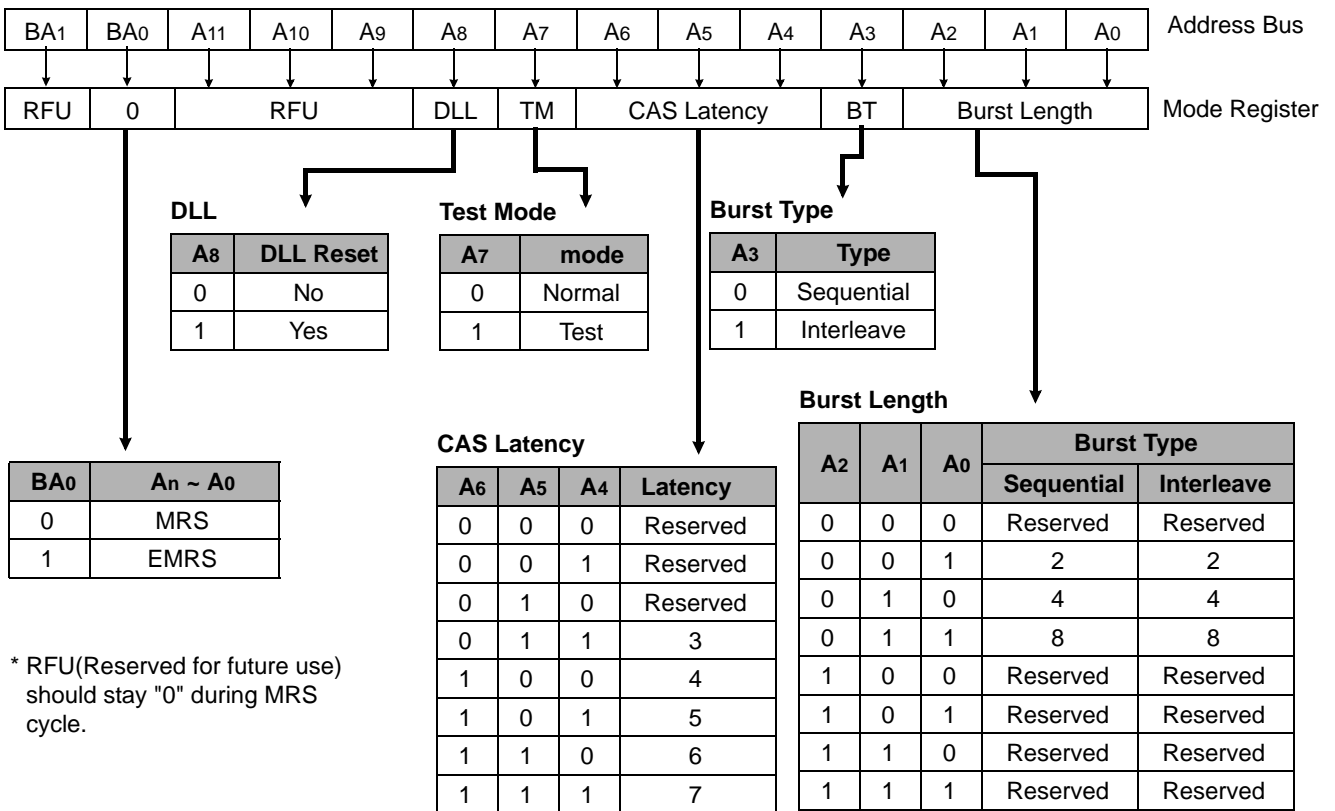 BA1 BA0 A11 A10 A9 A8 A7 A6 A5 A4 A3 A2 A1 A0 Address Bus
RFU 0 RFU DLL TM CAS Latency BT Burst Length Mode Register
DLL
A8 DLL Reset
0 No
1 Yes
Test Mode
A7 mode
0 Normal
1 Test
Burst Type
A3 Type
0 Sequential
1 Interleave
BA0 An ~ A0
0 MRS
1 EMRS
* RFU(Reserved for future use)
should stay "0" during MRS
cycle.
CAS Latency
A6 A5 A4 Latency
0 0 0 Reserved
0 0 1 Reserved
0 1 0 Reserved
0 1 1 3
1 0 0 4
1 0 1 5
1 1 0 6
1 1 1 7
Burst Length
A2 A1 A0 Burst Type
Sequential Interleave
0 0 0 Reserved Reserved
0 0 1 2 2
0 1 0 4 4
0 1 1 8 8
1 0 0 Reserved Reserved
1 0 1 Reserved Reserved
1 1 0 Reserved Reserved
1 1 1 Reserved Reserved